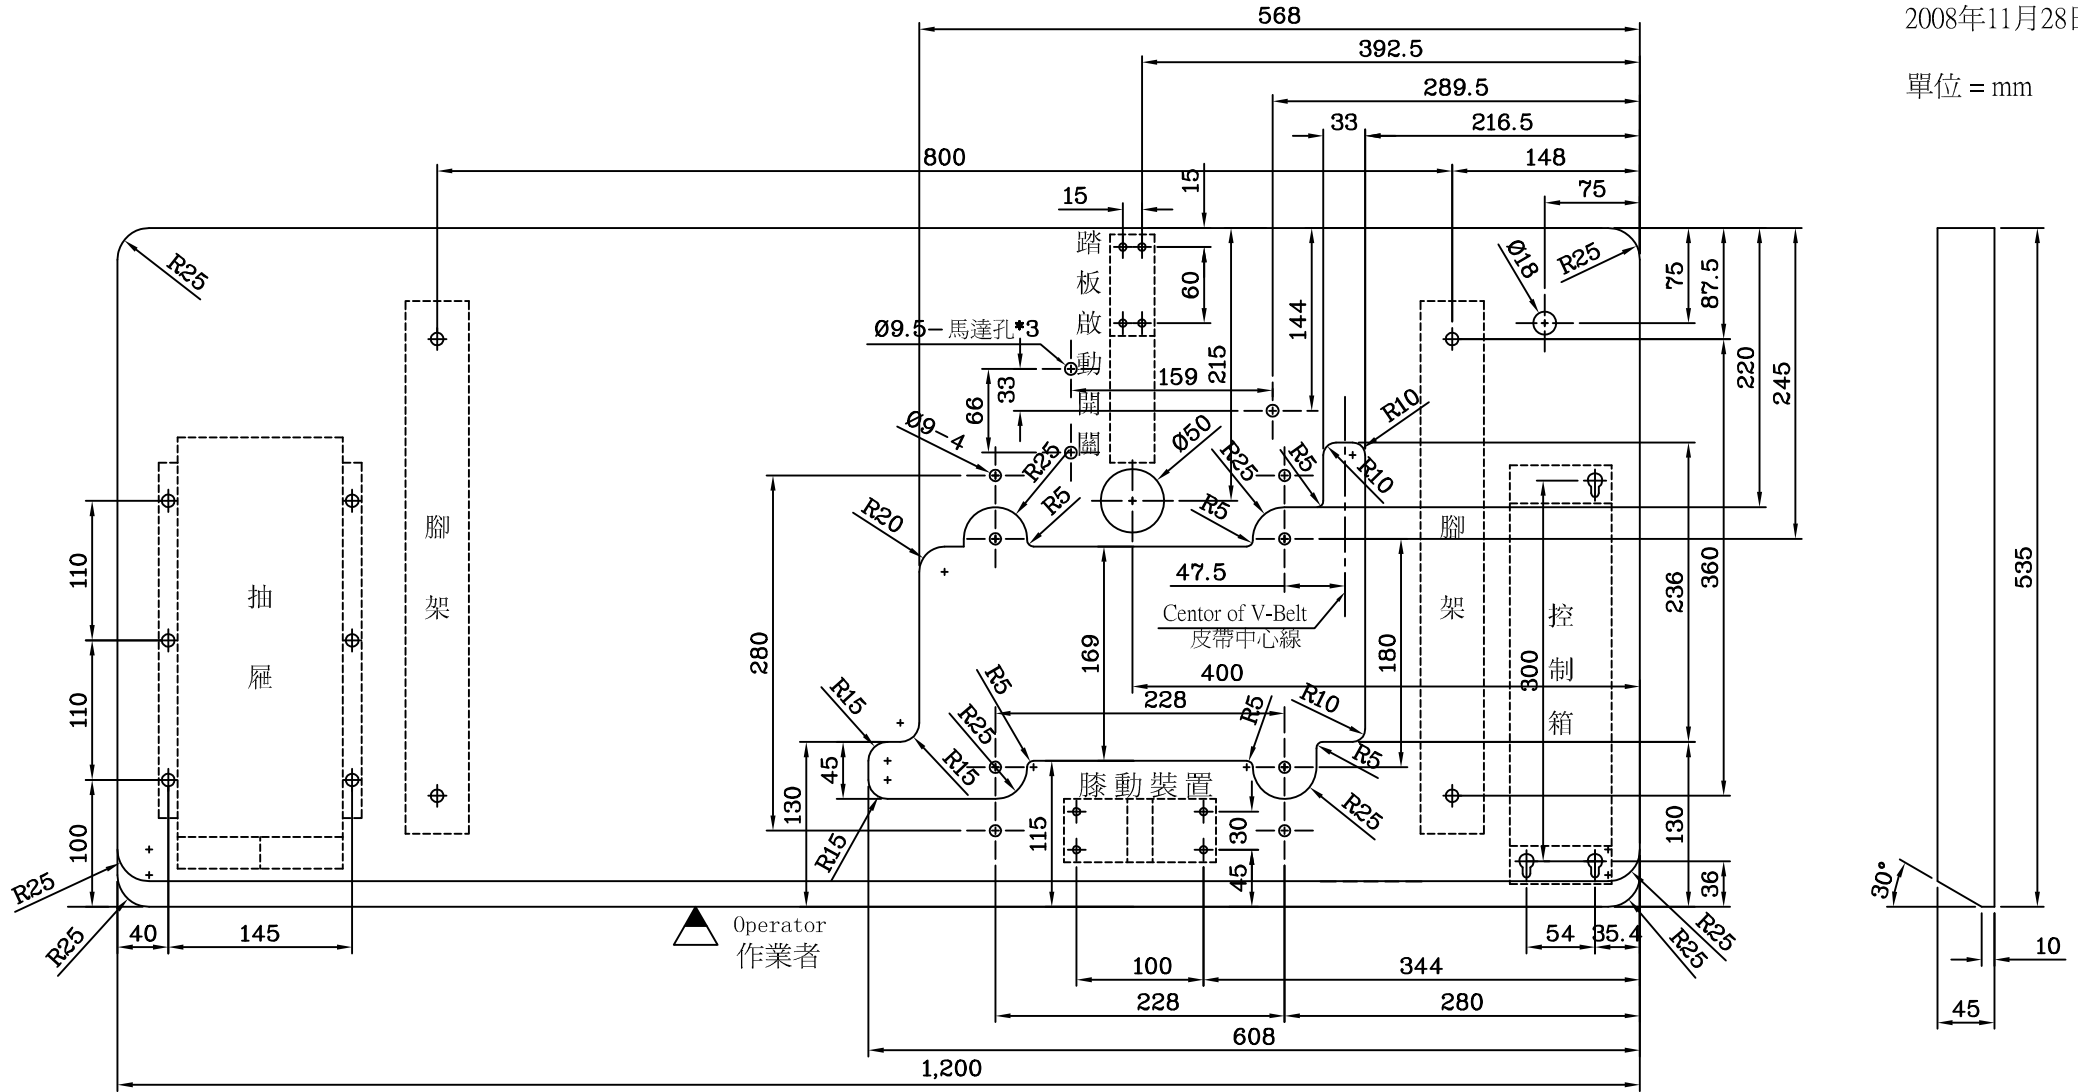 568
2008年11月28日
392.5
單位 = mm
289.5
33
216.5
800
148
15
15
75
踏板啟動開關
R25
Ø18
R25
60
75
87.5
144
215
220
245
Ø9.5-馬達孔*3
33
66
159
R10
Ø9-4
R25
Ø50
R25
R5
R10
R20
R5
R5
腳架
腳架
110
抽屜
47.5
Centor of V-Belt
皮帶中心線
控制箱
236
360
535
280
169
180
300
400
R15
R5
228
R5
R10
110
R25
R15
R5
45
130
膝動裝置
R25
100
R15
115
30
45
130
36
30°
R25
R25
40
145
Operator
作業者
54
35.4
R25
R25
10
100
344
228
280
45
608
1,200